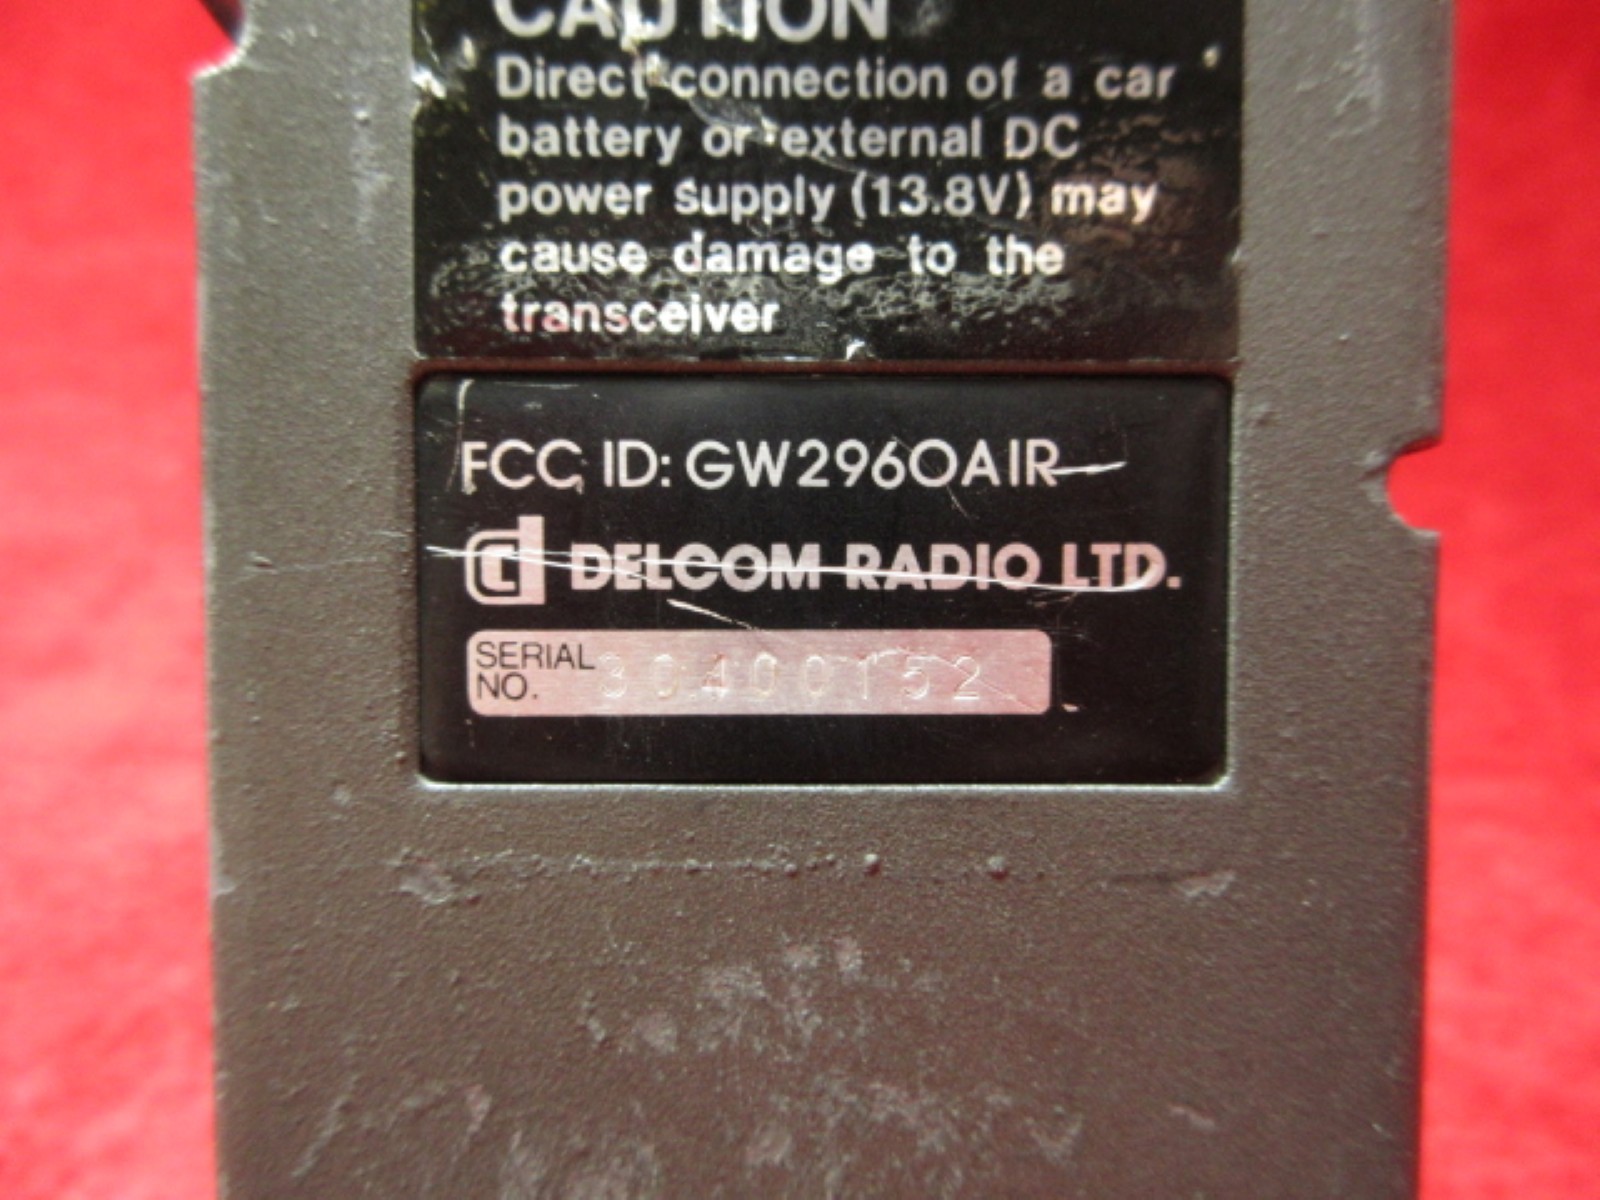 CAUTION
Direct connection of a car
battery or external DC
power supply (13.8V) may
cause damage to the
transceiver
FCC ID: GW2960AIR
DELCOM RADIO LTD.
SERIAL
NO. 30400152